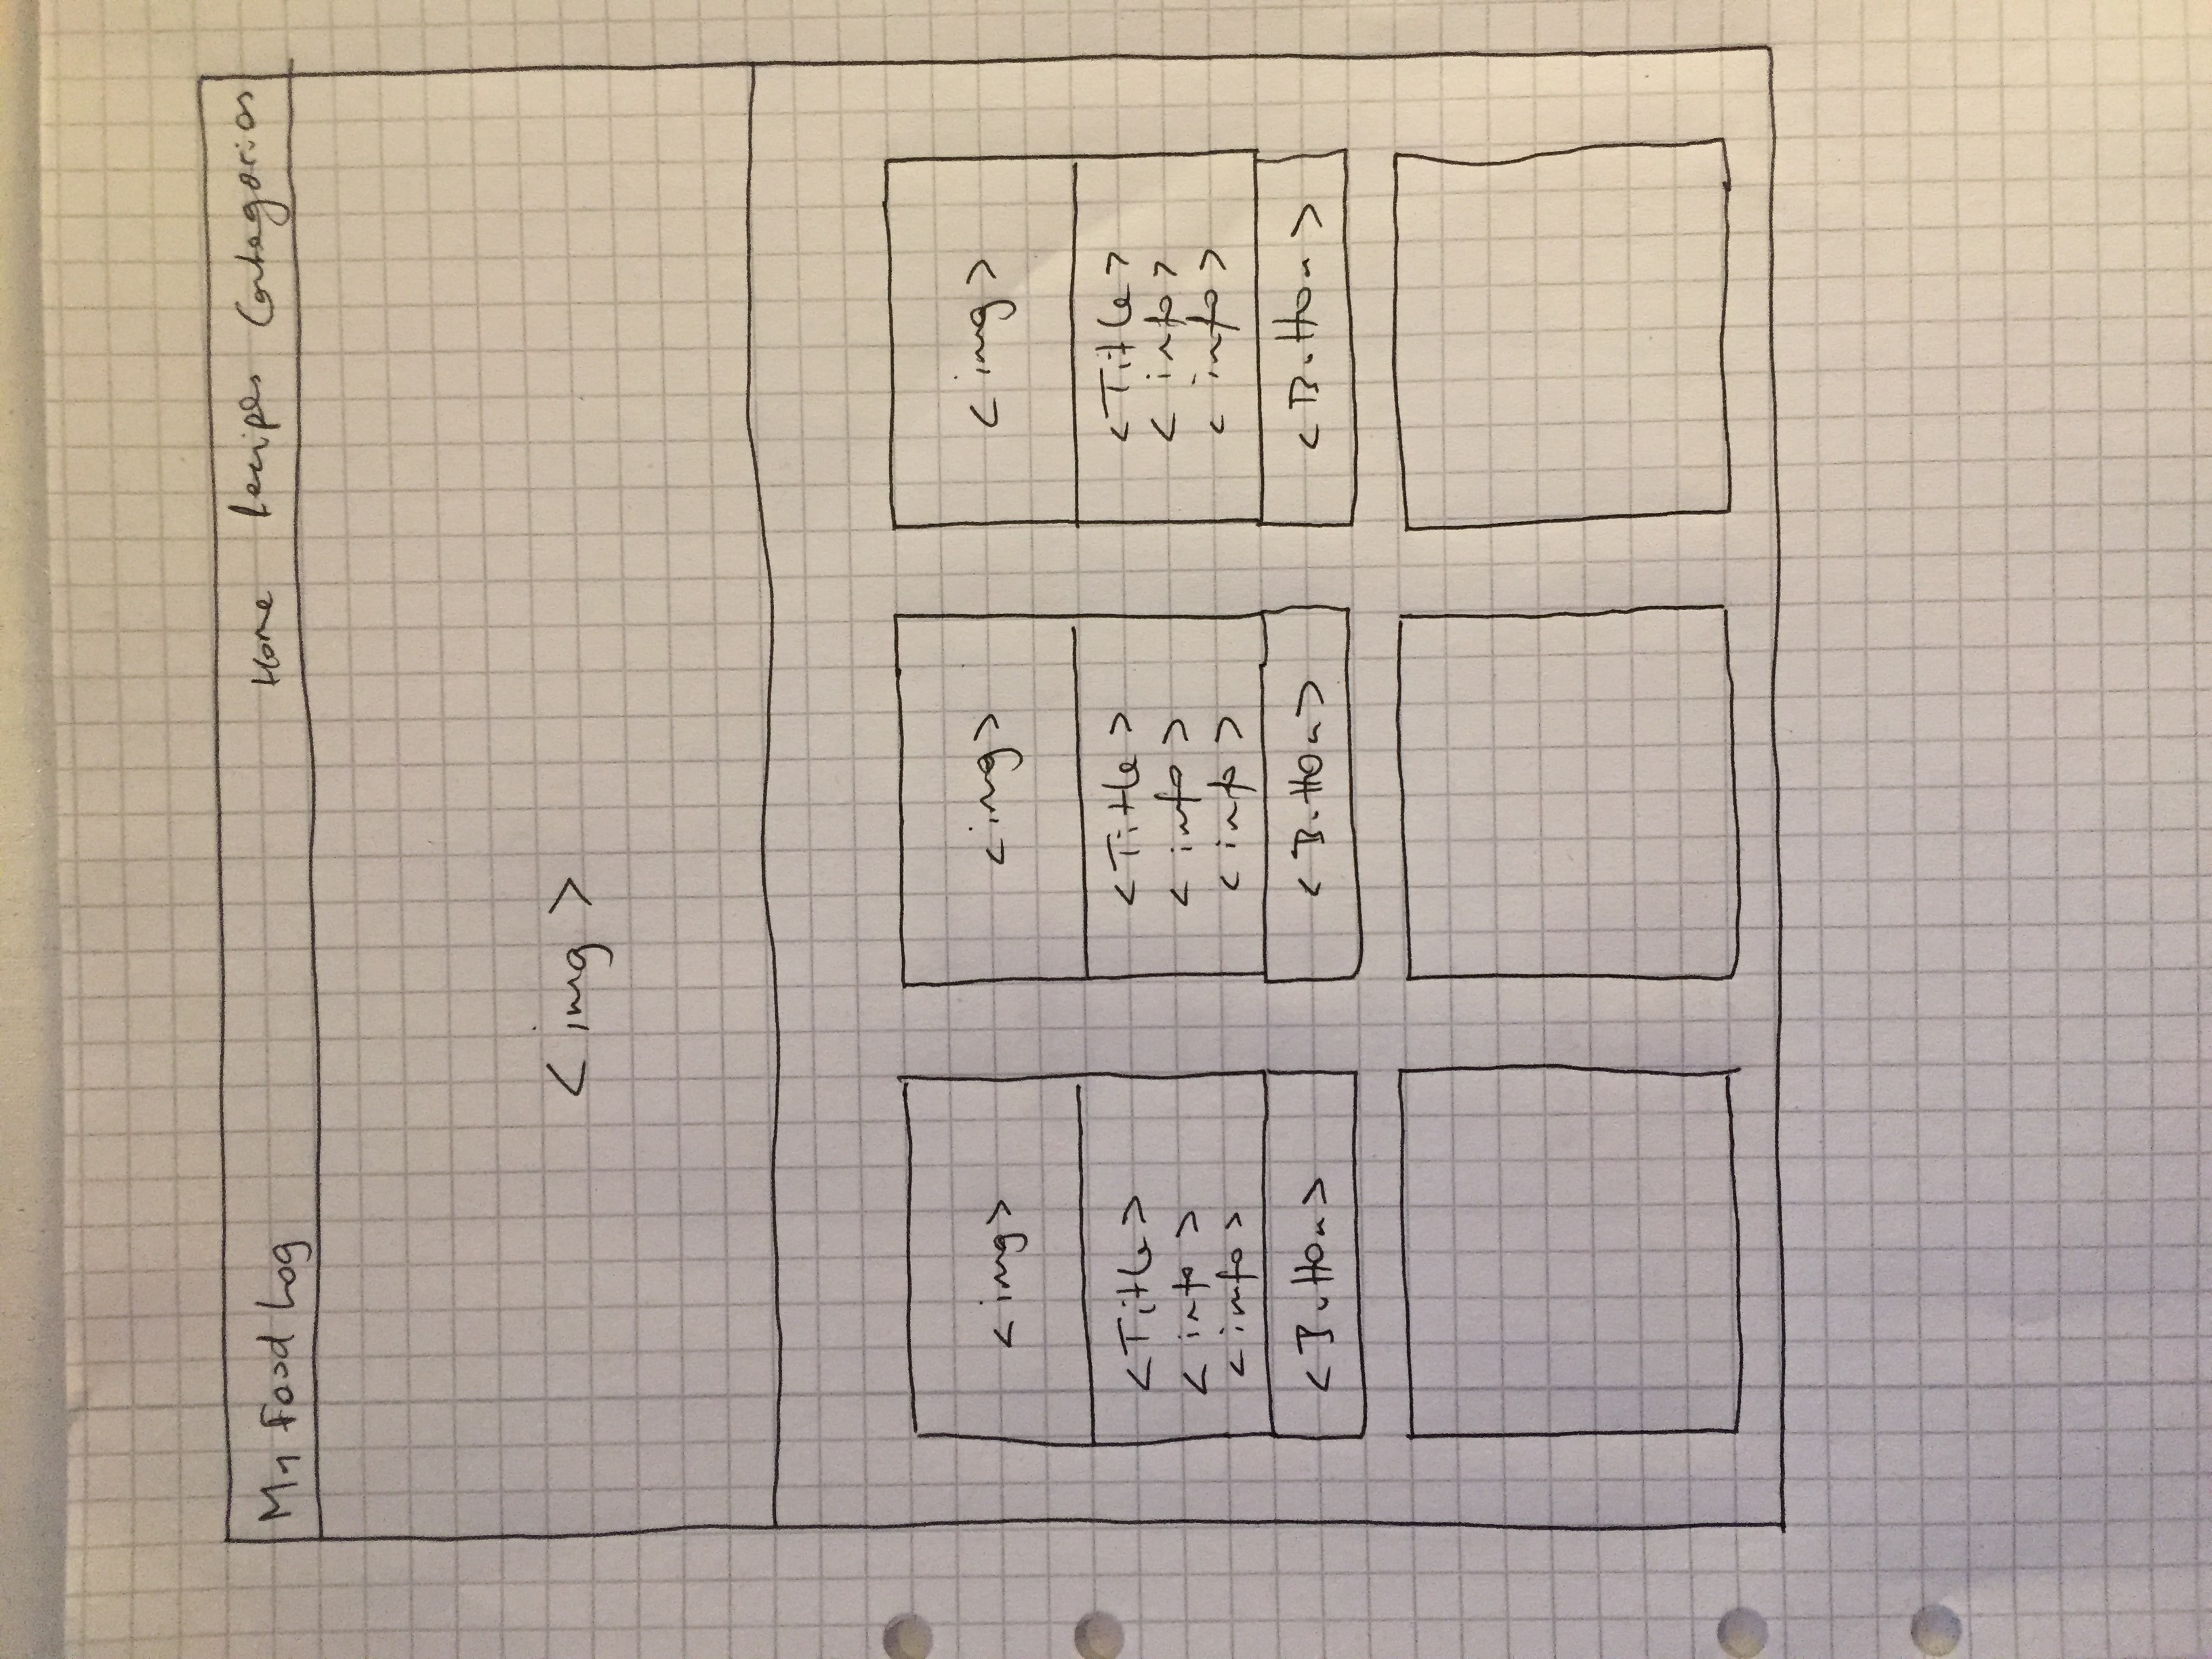 My Food Log Home Recipes Categories
< img >
<img> <img> <img>
<Title> <Title> <Title>
<info> <info> <info>
<info> <info> <info>
<Button> <Button> <Button>